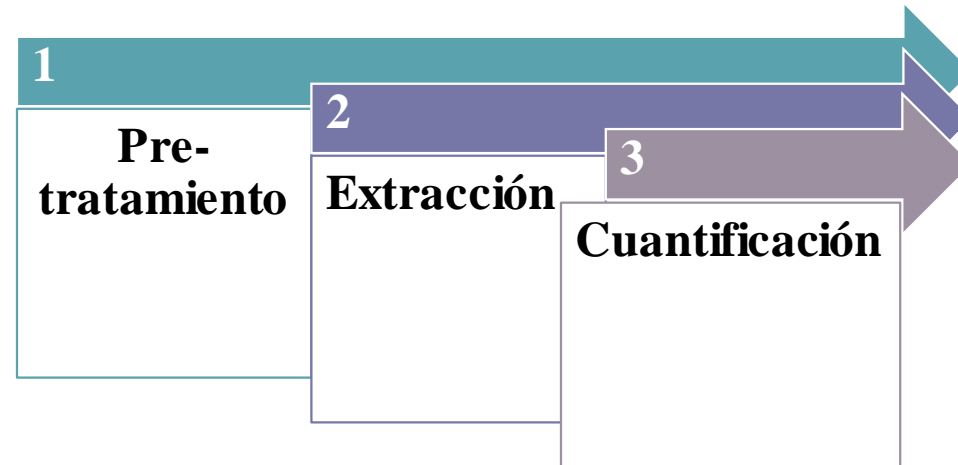 1
Pre-
tratamiento
2
Extracción
3
Cuantificación